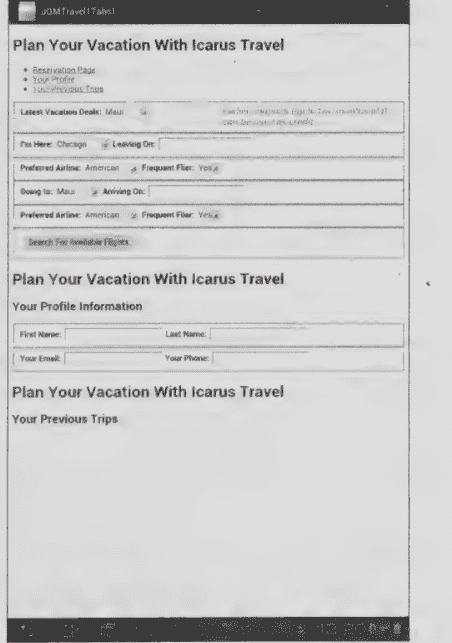 JQMTravel1Tabs1
Plan Your Vacation With Icarus Travel
Reservation Page
Your Profile
Your Previous Trips
Latest Vacation Deals: Maui
I'm Here: Chicago Leaving On:
Preferred Airline: American Frequent Flier: Yes
Going to: Maui Arriving On:
Preferred Airline: American Frequent Flier: Yes
Search For Available Flights
Plan Your Vacation With Icarus Travel
Your Profile Information
First Name: Last Name:
Your Email: Your Phone:
Plan Your Vacation With Icarus Travel
Your Previous Trips